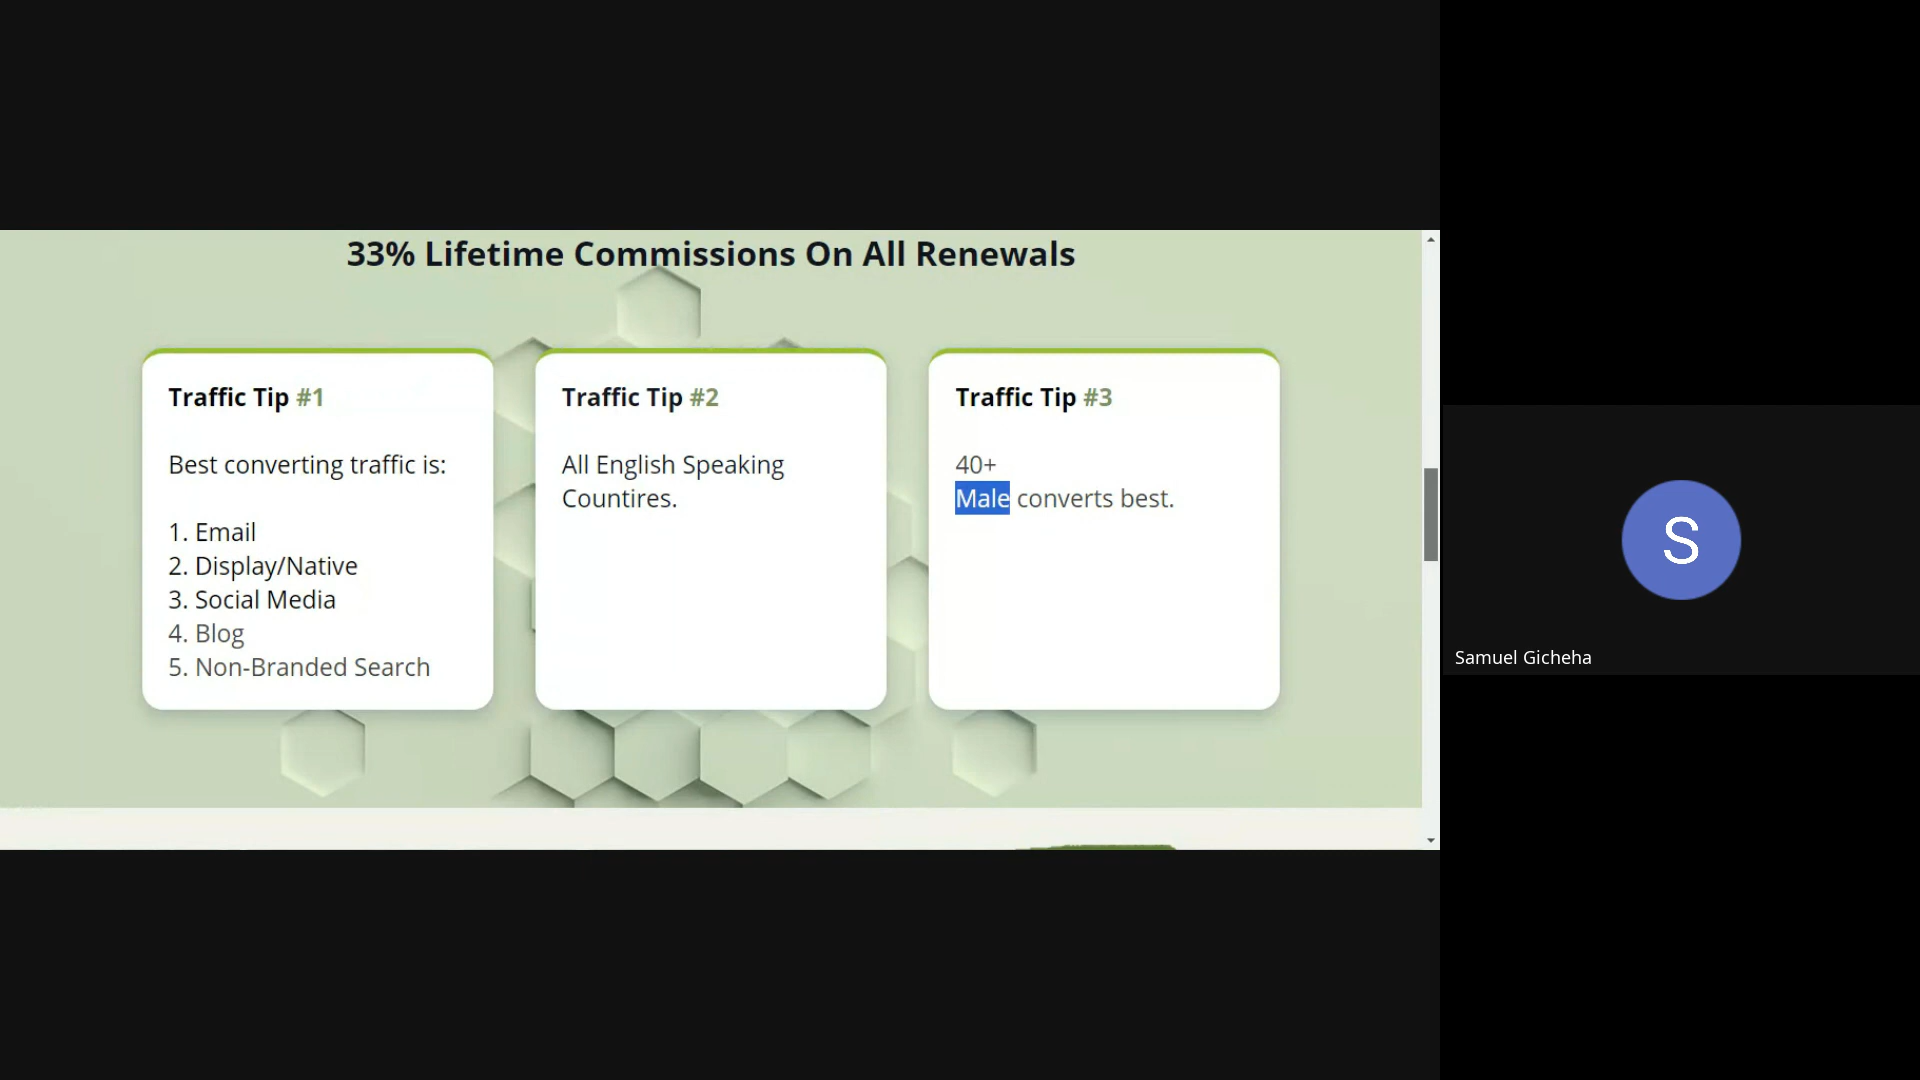 33% Lifetime Commissions On All Renewals
Traffic Tip #1
Best converting traffic is:
1. Email
2. Display/Native
3. Social Media
4. Blog
5. Non-Branded Search
Traffic Tip #2
All English Speaking
Countires.
Traffic Tip #3
40+
Male converts best.
S
Samuel Gicheha